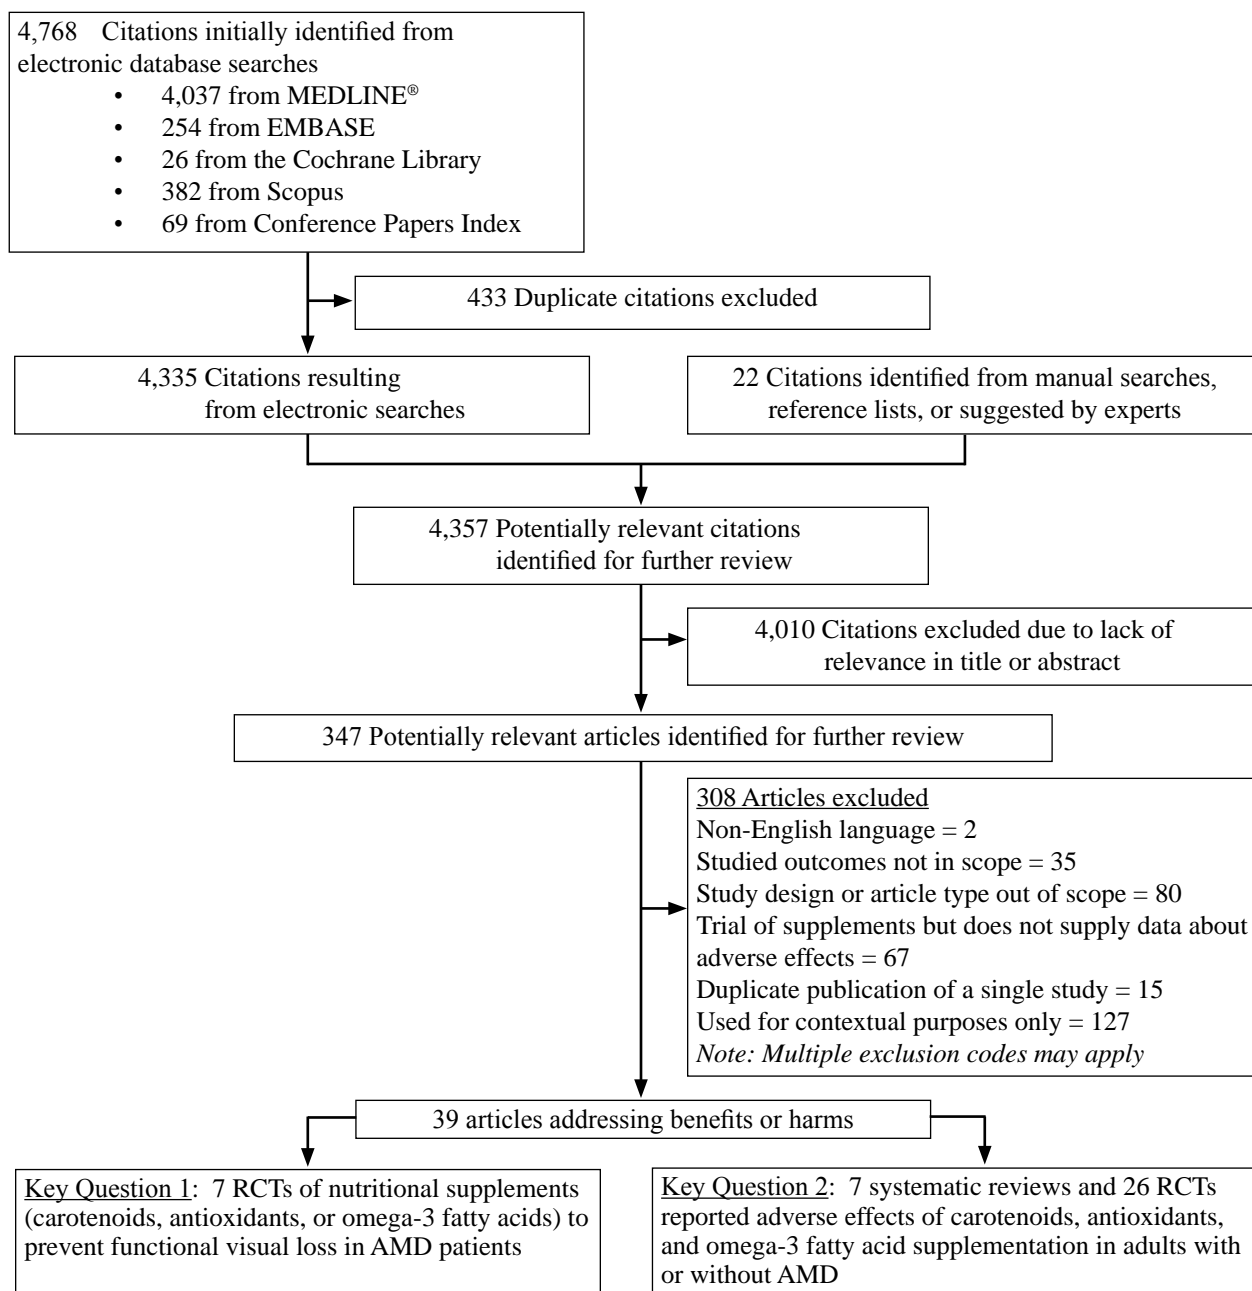 4,768 Citations initially identified from
electronic database searches
• 4,037 from MEDLINE®
• 254 from EMBASE
• 26 from the Cochrane Library
• 382 from Scopus
• 69 from Conference Papers Index
433 Duplicate citations excluded
4,335 Citations resulting
from electronic searches
22 Citations identified from manual searches,
reference lists, or suggested by experts
4,357 Potentially relevant citations
identified for further review
4,010 Citations excluded due to lack of
relevance in title or abstract
347 Potentially relevant articles identified for further review
308 Articles excluded
Non-English language = 2
Studied outcomes not in scope = 35
Study design or article type out of scope = 80
Trial of supplements but does not supply data about
adverse effects = 67
Duplicate publication of a single study = 15
Used for contextual purposes only = 127
Note: Multiple exclusion codes may apply
39 articles addressing benefits or harms
Key Question 1: 7 RCTs of nutritional supplements
(carotenoids, antioxidants, or omega-3 fatty acids) to
prevent functional visual loss in AMD patients
Key Question 2: 7 systematic reviews and 26 RCTs
reported adverse effects of carotenoids, antioxidants,
and omega-3 fatty acid supplementation in adults with
or without AMD